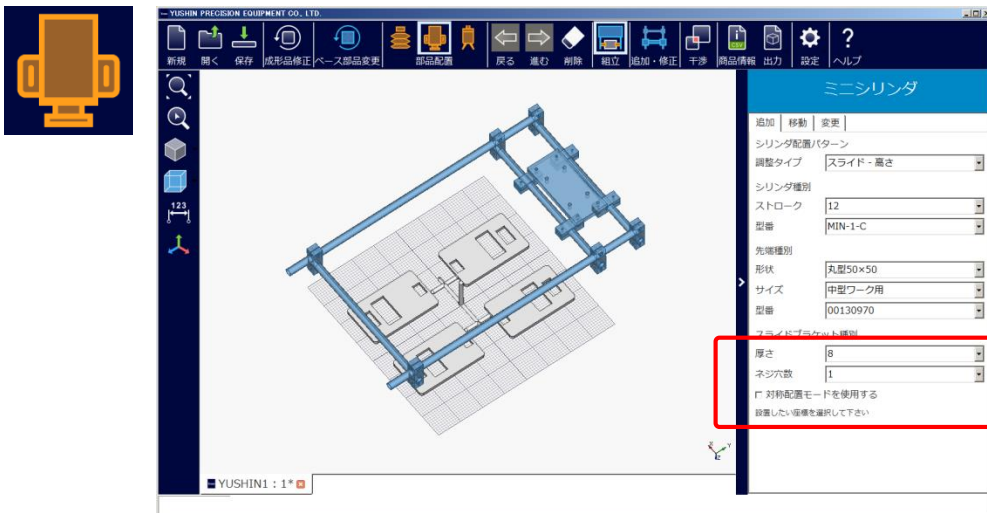 YUSHIN PRECISION EQUIPMENT CO., LTD.
新規 開く 保存 成形品修正 ベース部品変更 部品配置 戻る 進む 削除 組立 追加・修正 干渉 商品情報 出力 設定 ヘルプ
CSV
?
123
ミニシリンダ
追加 移動 変更
シリンダ配置パターン
調整タイプ スライド - 高さ
シリンダ種別
ストローク 12
型番 MIN-1-C
先端種別
形状 丸型50×50
サイズ 中型ワーク用
型番 00130970
スライドブラケット種別
厚さ 8
ネジ穴数 1
対称配置モードを使用する
設置したい座標を選択して下さい
X Y Z
YUSHIN1 : 1*